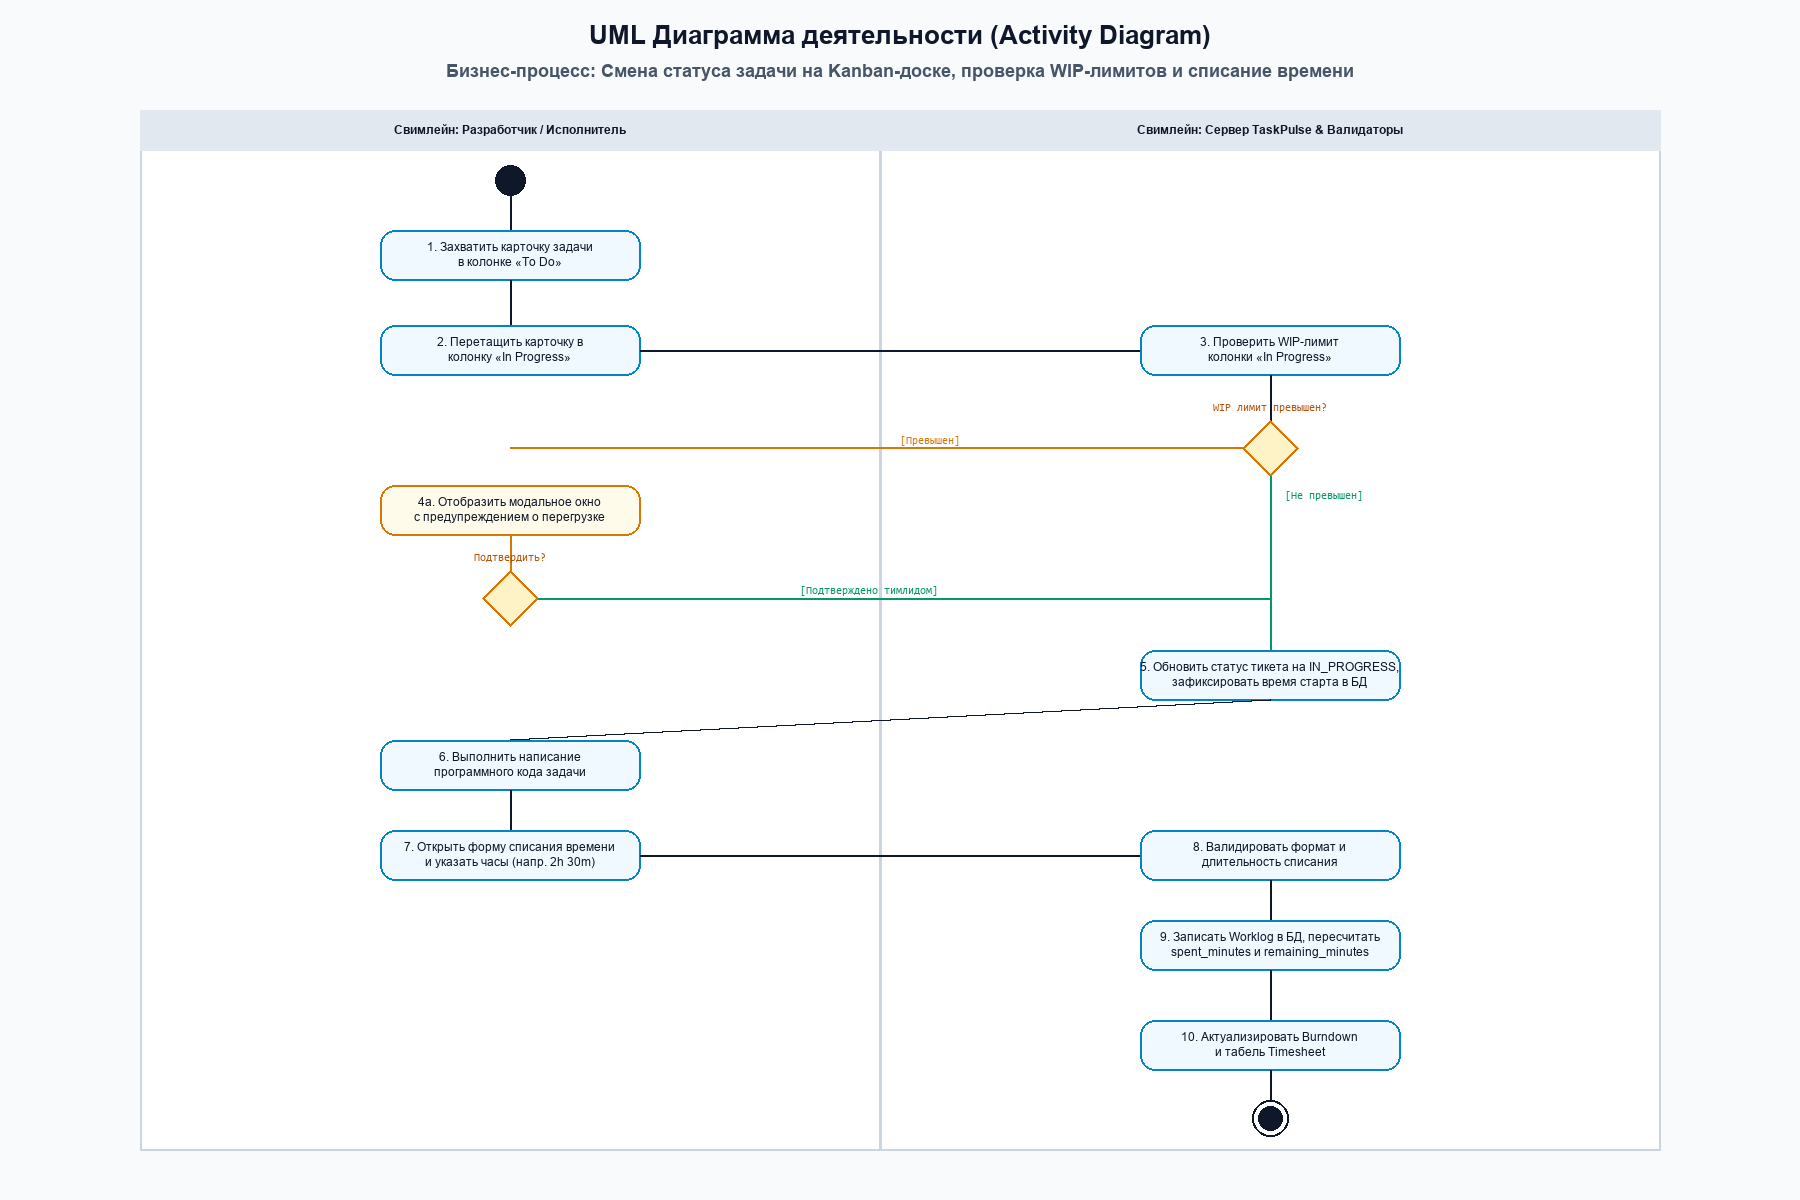 UML Диаграмма деятельности (Activity Diagram)
Бизнес-процесс: Смена статуса задачи на Kanban-доске, проверка WIP-лимитов и списание времени
Свимлейн: Разработчик / Исполнитель
Свимлейн: Сервер TaskPulse & Валидаторы
1. Захватить карточку задачи
в колонке «To Do»
2. Перетащить карточку в
колонку «In Progress»
3. Проверить WIP-лимит
колонки «In Progress»
WIP лимит превышен?
[Превышен]
[Не превышен]
4а. Отобразить модальное окно
с предупреждением о перегрузке
Подтвердить?
[Подтверждено тимлидом]
5. Обновить статус тикета на IN_PROGRESS,
зафиксировать время старта в БД
6. Выполнить написание
программного кода задачи
7. Открыть форму списания времени
и указать часы (напр. 2h 30m)
8. Валидировать формат и
длительность списания
9. Записать Worklog в БД, пересчитать
spent_minutes и remaining_minutes
10. Актуализировать Burndown
и табель Timesheet